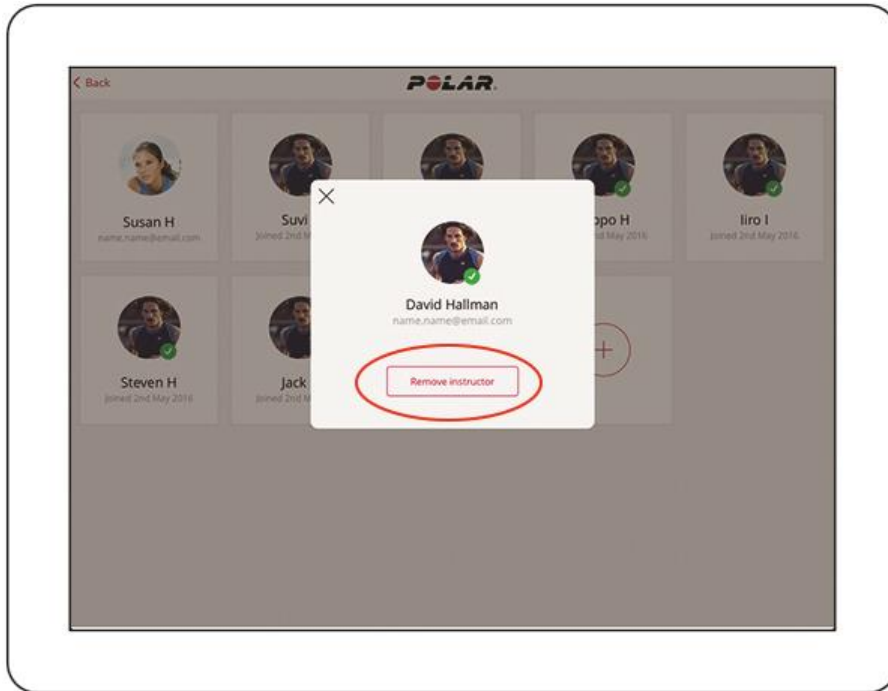 Back
POLAR
Susan H
name.name@email.com
Suvi
Joined 2nd M
ppo H
nd May 2016
Iiro I
Joined 2nd May 2016
David Hallman
name.name@email.com
Remove instructor
Steven H
Joined 2nd May 2016
Jack
Joined 2nd M